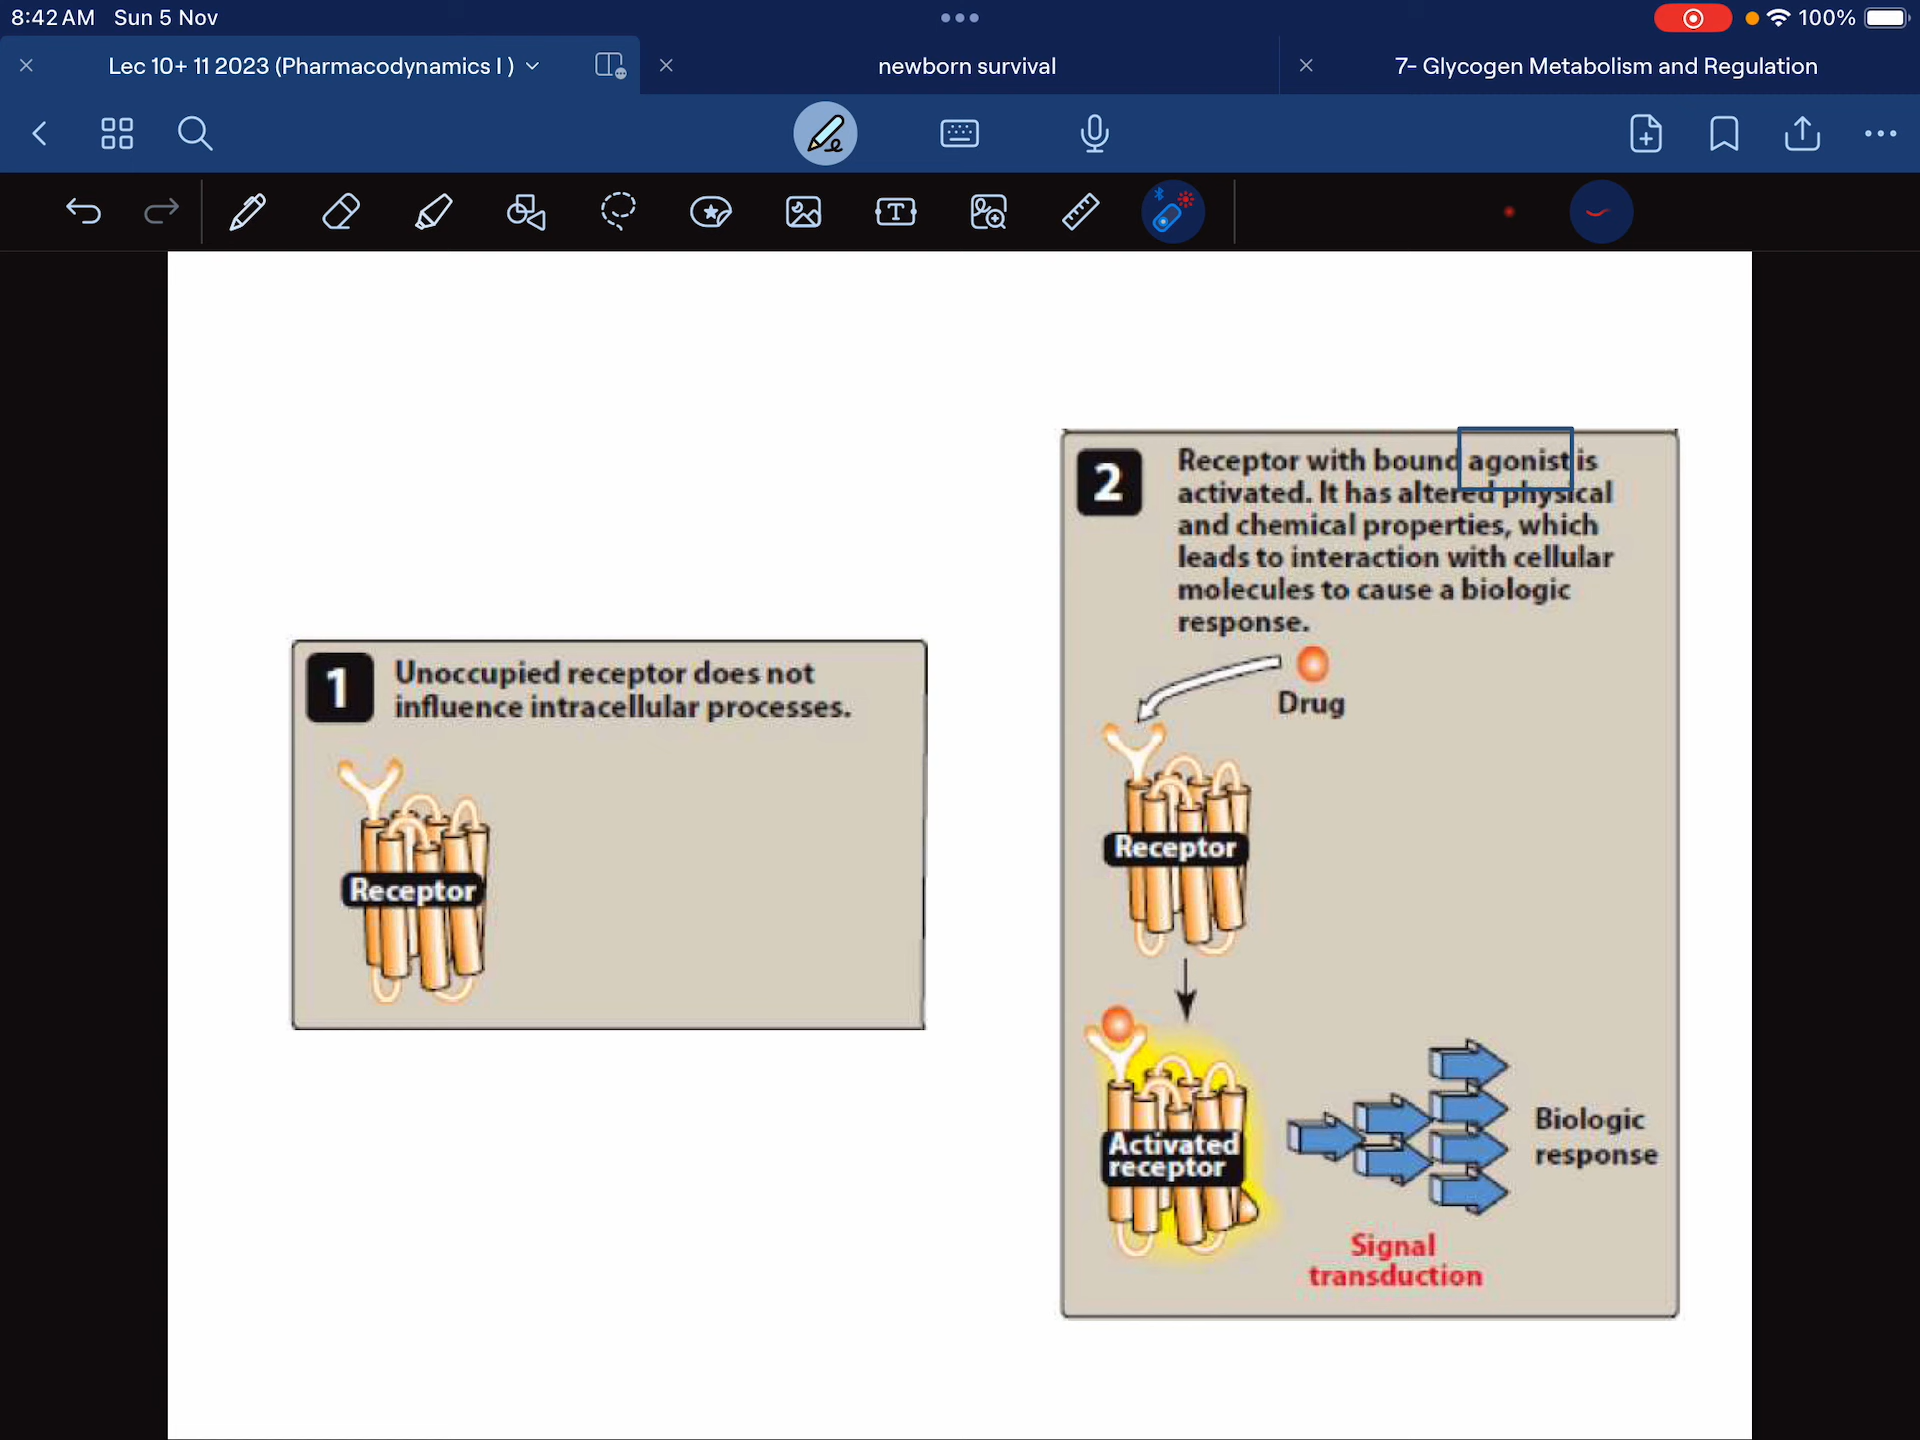 8:42 AM Sun 5 Nov
100%
Lec 10+ 11 2023 (Pharmacodynamics I )
newborn survival
7- Glycogen Metabolism and Regulation
1
Unoccupied receptor does not
influence intracellular processes.
Receptor
2
Receptor with bound agonist is
activated. It has altered physical
and chemical properties, which
leads to interaction with cellular
molecules to cause a biologic
response.
Drug
Receptor
Activated
receptor
Biologic
response
Signal
transduction